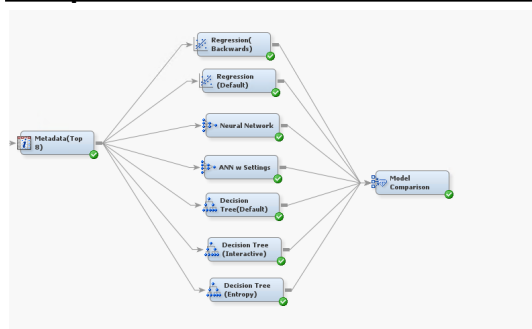 Metadata(Top
8)
Regression(
Backwards)
Regression
(Default)
Neural Network
ANN w Settings
Decision
Tree(Default)
Decision Tree
(Interactive)
Decision Tree
(Entropy)
Model
Comparison